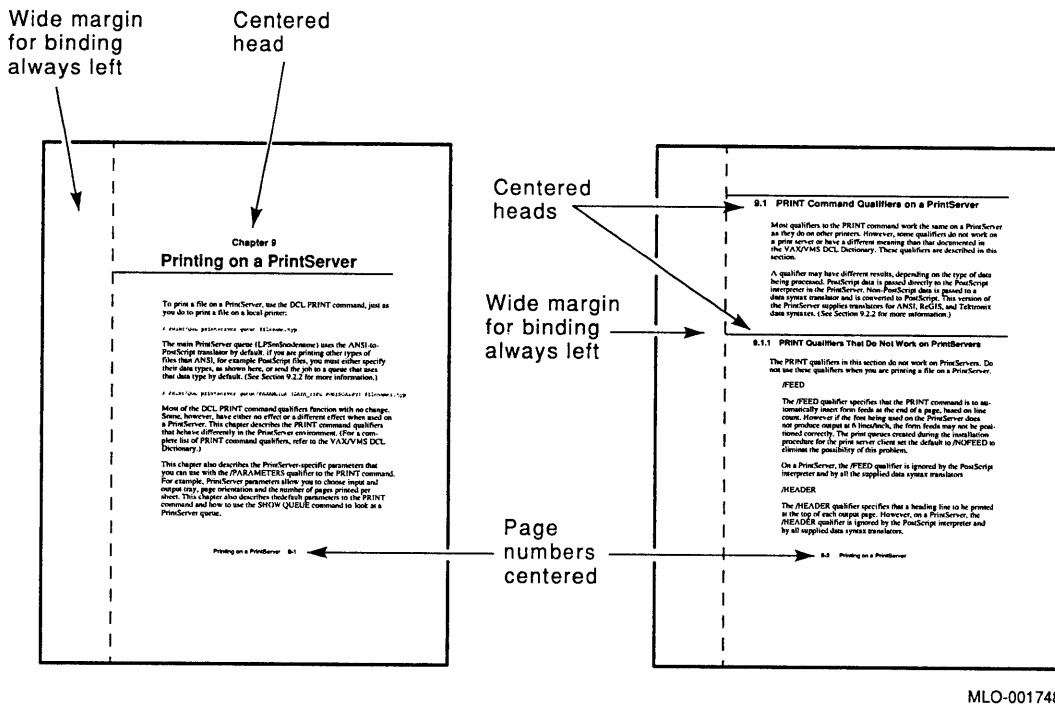 Wide margin
for binding
always left
Centered
head
Chapter 9
Printing on a PrintServer
To print a file on a PrintServer, use the DCL PRINT command, just as
you do to print a file on a local printer:
The main PrintServer queue (LPS$nodename) uses the ANSI-to-
PostScript translator by default. if you are printing other types of
files than ANSI, for example PostScript files, you must either specify
their data types, as shown here, or send the job to a queue that uses
that data type by default. (See Section 9.2.2 for more information.)
Most of the DCL PRINT command qualifiers function with no change.
Some, however, have either no effect or a different effect when used on
a PrintServer. This chapter describes the PRINT command qualifiers
that behave differently in the PrintServer environment. (For a com-
plete list of PRINT command qualifiers, refer to the VAX/VMS DCL
Dictionary.)
This chapter also describes the PrintServer-specific parameters that
you can use with the /PARAMETERS qualifier to the PRINT command.
For example, PrintServer parameters allow you to choose input and
output tray, page orientation and the number of pages printed per
sheet. This chapter also describes thedefault parameters to the PRINT
command and how to use the SHOW QUEUE command to look at a
PrintServer queue.
Printing on a PrintServer 9-1
Centered
heads
Wide margin
for binding
always left
Page
numbers
centered
9.1 PRINT Command Qualifiers on a PrintServer
Most qualifiers to the PRINT command work the same on a PrintServer
as they do on other printers. However, some qualifiers do not work on
a print server or have a different meaning than that documented in
the VAX/VMS DCL Dictionary. These qualifiers are described in this
section.
A qualifier may have different results, depending on the type of data
being processed. PostScript data is passed directly to the PostScript
interpreter in the PrintServer. Non-PostScript data is passed to a
data syntax translator and is converted to PostScript. This version of
the PrintServer supplies translators for ANSI, ReGIS, and Tektronix
data syntaxes. (See Section 9.2.2 for more information.)
9.1.1 PRINT Qualifiers That Do Not Work on PrintServers
The PRINT qualifiers in this section do not work on PrintServers. Do
not use these qualifiers when you are printing a file on a PrintServer.
/FEED
The /FEED qualifier specifies that the PRINT command is to au-
tomatically insert form feeds at the end of a page, based on line
count. However if the font being used on the PrintServer does
not produce output at 6 lines/inch, the form feeds may not be posi-
tioned correctly. The print queues created during the installation
procedure for the print server client set the default to /NOFEED to
eliminate the possibility of this problem.
On a PrintServer, the /FEED qualifier is ignored by the PostScript
interpreter and by all the supplied data syntax translators
/HEADER
The /HEADER qualifier specifies that a heading line to be printed
at the top of each output page. However, on a PrintServer, the
/HEADER qualifier is ignored by the PostScript interpreter and
by all supplied data syntax translators.
9-2 Printing on a PrintServer
MLO-001748